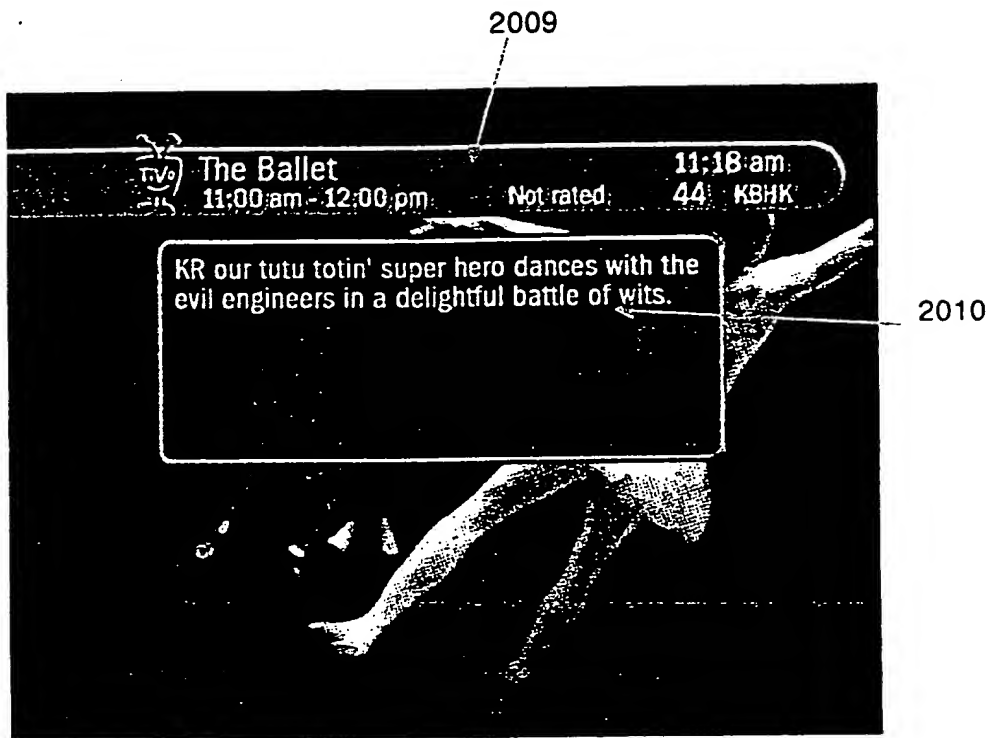 2009
TiVo The Ballet 11:18 am
11:00 am - 12:00 pm Not rated 44 KBHK
KR our tutu totin' super hero dances with the
evil engineers in a delightful battle of wits.
2010